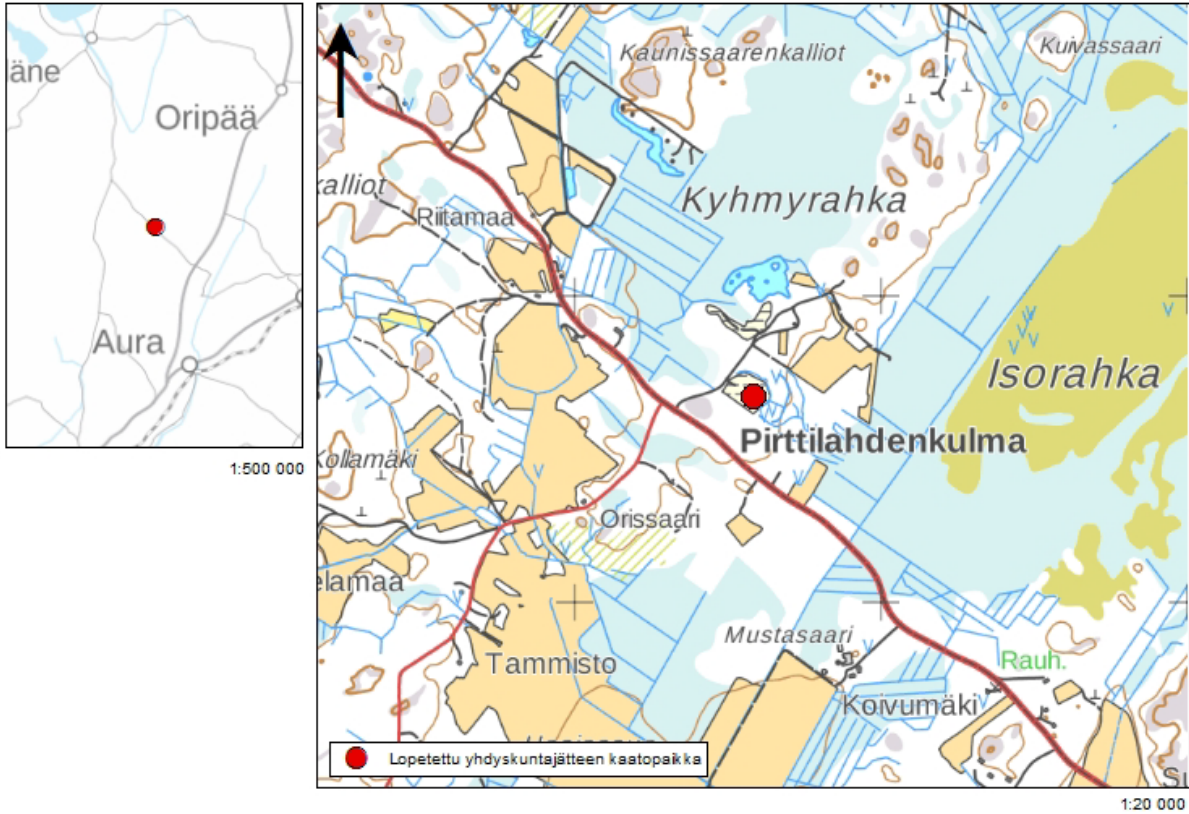 äne
Oripää
Aura
1:500 000
Kaunissaarenkalliot
Kuivassaari
kalliot
Kyhmyrahka
Riitamaa
Isorahka
Pirttilahdenkulma
Kollamäki
Orissaari
elamaa
Mustasaari
Rauh.
Tammisto
Koivumäki
Su
Lopetettu yhdyskuntajätteen kaatopaikka
1:20 000